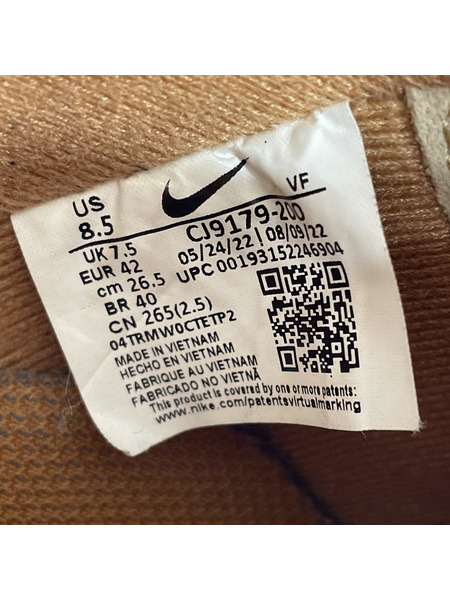 US
8.5
VF
CJ9179-200
UK 7.5
05/24/22 | 08/09/22
EUR 42
UPC 00193152246904
cm 26.5
BR 40
CN 265(2.5)
04TRMW0CTETP2
MADE IN VIETNAM
HECHO EN VIETNAM
FABRIQUE AU VIETNAM
FABRICADO NO VIETNÃ
This product is covered by one or more patents:
www.nike.com/patentsvirtualmarking